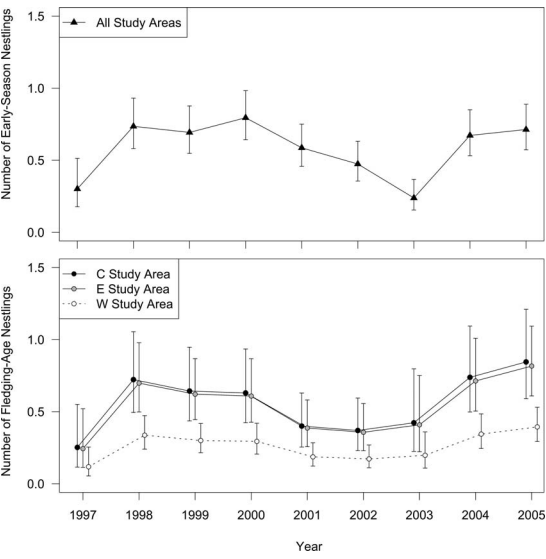 Number of Early-Season Nestlings
1.5
1.0
0.5
0.0
All Study Areas
Number of Fledging-Age Nestlings
1.5
1.0
0.5
0.0
C Study Area
E Study Area
W Study Area
1997 1998 1999 2000 2001 2002 2003 2004 2005
Year